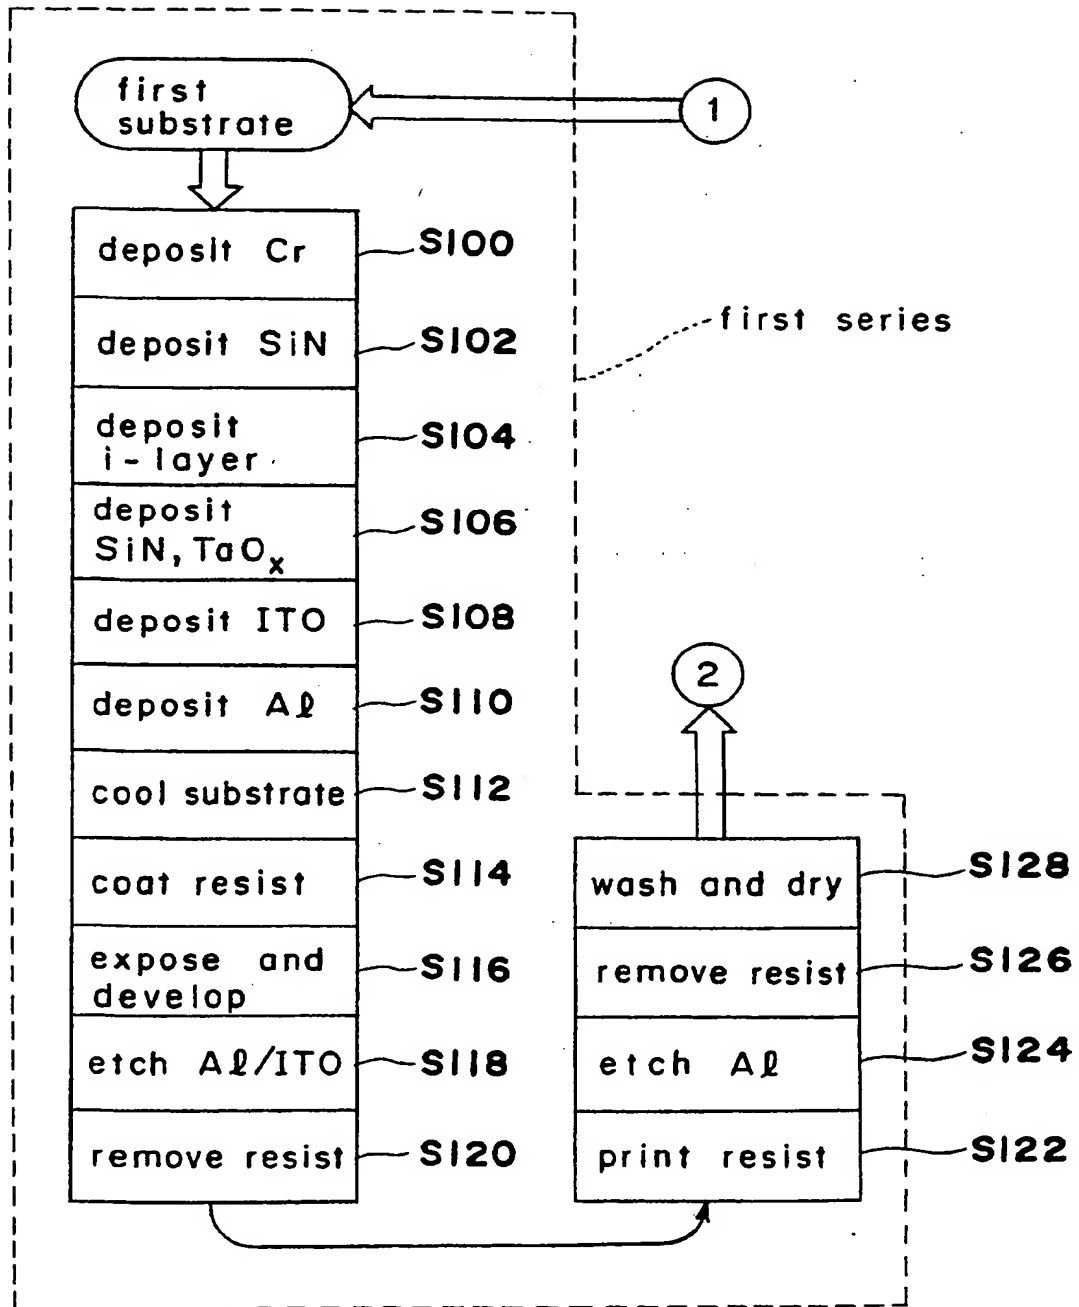 first
substrate
1
deposit Cr
S100
deposit SiN
S102
first series
deposit
i-layer
S104
deposit
SiN, TaOx
S106
deposit ITO
S108
deposit Aℓ
S110
cool substrate
S112
coat resist
S114
expose and
develop
S116
etch Aℓ/ITO
S118
remove resist
S120
2
wash and dry
S128
remove resist
S126
etch Aℓ
S124
print resist
S122